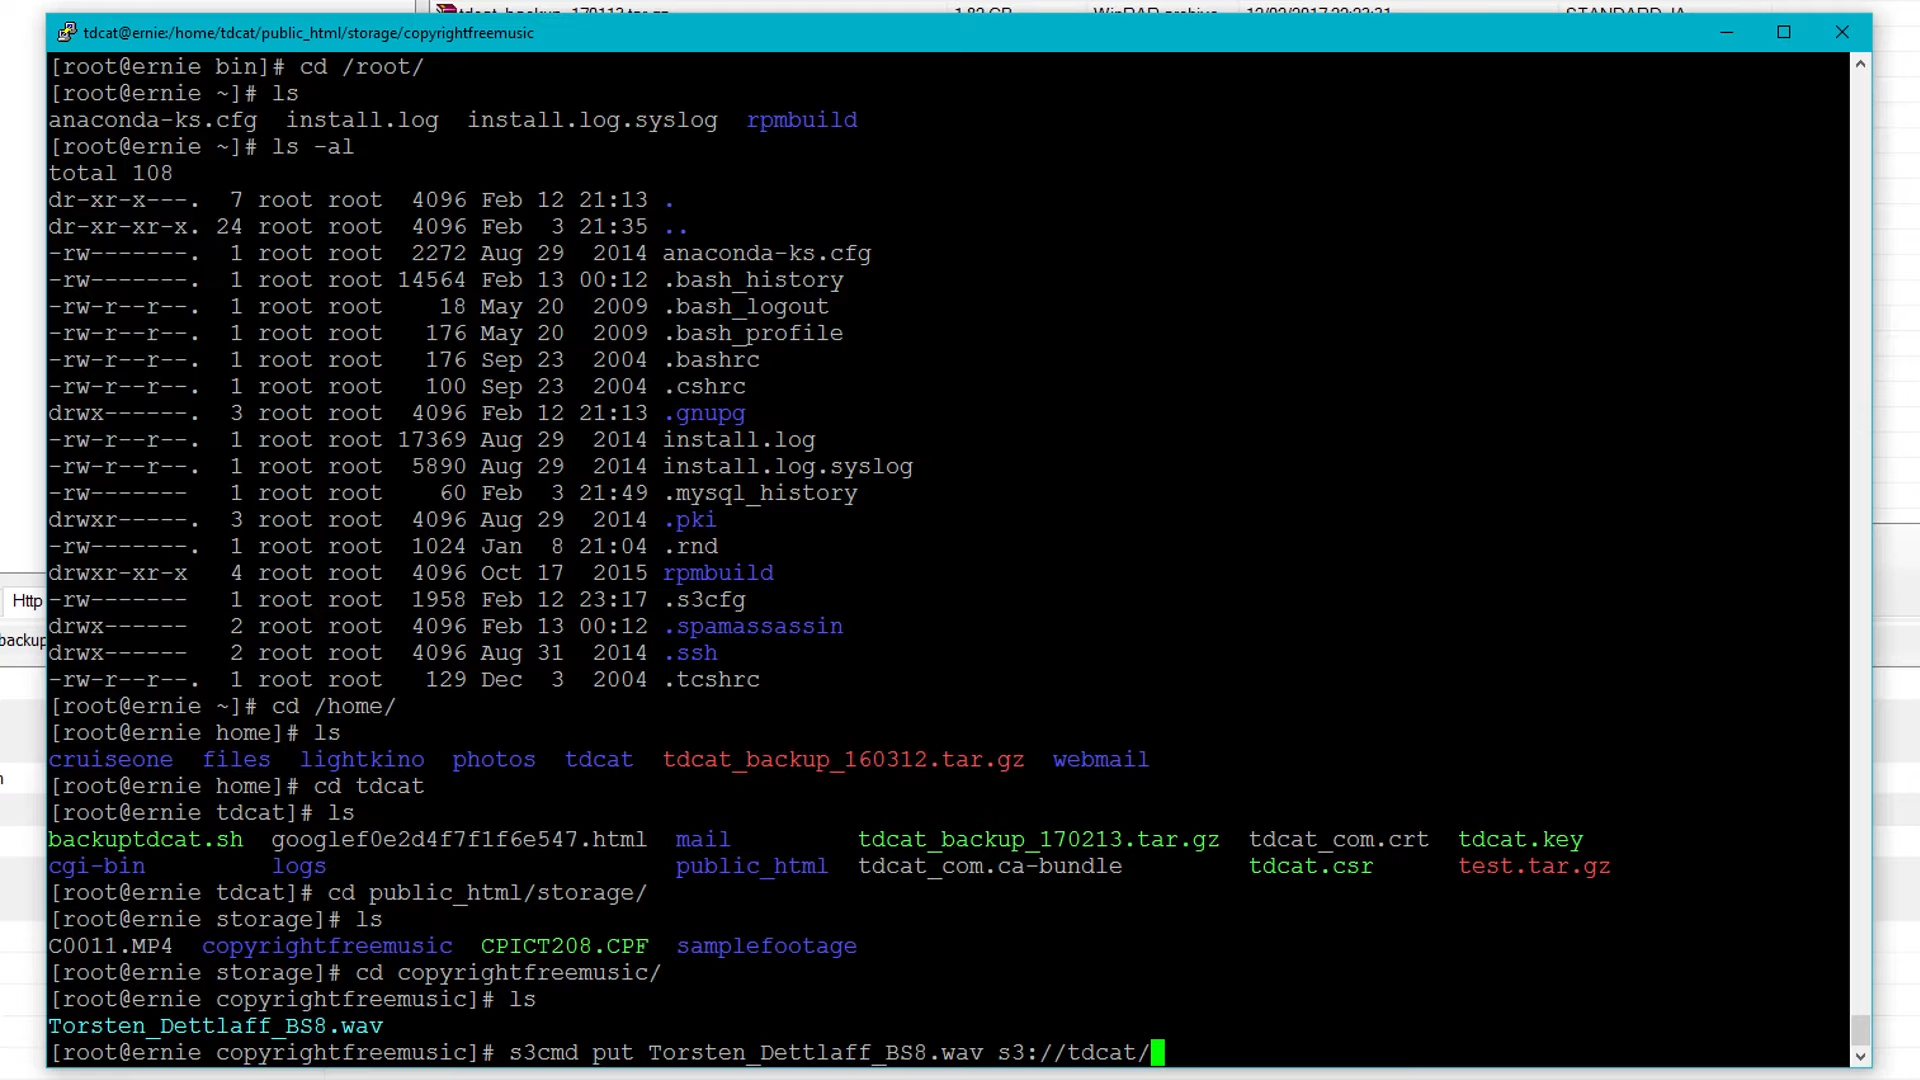 tdcat_backup_170113.tar.gz 1.82 GB WinRAR archive 12/02/2017 22:23:31 STANDARD_IA
tdcat@ernie:/home/tdcat/public_html/storage/copyrightfreemusic
[root@ernie bin]# cd /root/
[root@ernie ~]# ls
anaconda-ks.cfg  install.log  install.log.syslog  rpmbuild
[root@ernie ~]# ls -al
total 108
dr-xr-x---.  7 root root  4096 Feb 12 21:13 .
dr-xr-xr-x. 24 root root  4096 Feb  3 21:35 ..
-rw-------.  1 root root  2272 Aug 29  2014 anaconda-ks.cfg
-rw-------.  1 root root 14564 Feb 13 00:12 .bash_history
-rw-r--r--.  1 root root    18 May 20  2009 .bash_logout
-rw-r--r--.  1 root root   176 May 20  2009 .bash_profile
-rw-r--r--.  1 root root   176 Sep 23  2004 .bashrc
-rw-r--r--.  1 root root   100 Sep 23  2004 .cshrc
drwx------.  3 root root  4096 Feb 12 21:13 .gnupg
-rw-r--r--.  1 root root 17369 Aug 29  2014 install.log
-rw-r--r--.  1 root root  5890 Aug 29  2014 install.log.syslog
-rw-------   1 root root    60 Feb  3 21:49 .mysql_history
drwxr-----.  3 root root  4096 Aug 29  2014 .pki
-rw-------.  1 root root  1024 Jan  8 21:04 .rnd
drwxr-xr-x   4 root root  4096 Oct 17  2015 rpmbuild
-rw-------   1 root root  1958 Feb 12 23:17 .s3cfg
drwx------   2 root root  4096 Feb 13 00:12 .spamassassin
drwx------   2 root root  4096 Aug 31  2014 .ssh
-rw-r--r--.  1 root root   129 Dec  3  2004 .tcshrc
[root@ernie ~]# cd /home/
[root@ernie home]# ls
cruiseone  files  lightkino  photos  tdcat  tdcat_backup_160312.tar.gz  webmail
[root@ernie home]# cd tdcat
[root@ernie tdcat]# ls
backuptdcat.sh  googlef0e2d4f7f1f6e547.html  mail         tdcat_backup_170213.tar.gz  tdcat_com.crt  tdcat.key
cgi-bin         logs                         public_html  tdcat_com.ca-bundle         tdcat.csr      test.tar.gz
[root@ernie tdcat]# cd public_html/storage/
[root@ernie storage]# ls
C0011.MP4  copyrightfreemusic  CPICT208.CPF  samplefootage
[root@ernie storage]# cd copyrightfreemusic/
[root@ernie copyrightfreemusic]# ls
Torsten_Dettlaff_BS8.wav
[root@ernie copyrightfreemusic]# s3cmd put Torsten_Dettlaff_BS8.wav s3://tdcat/
Http
backup